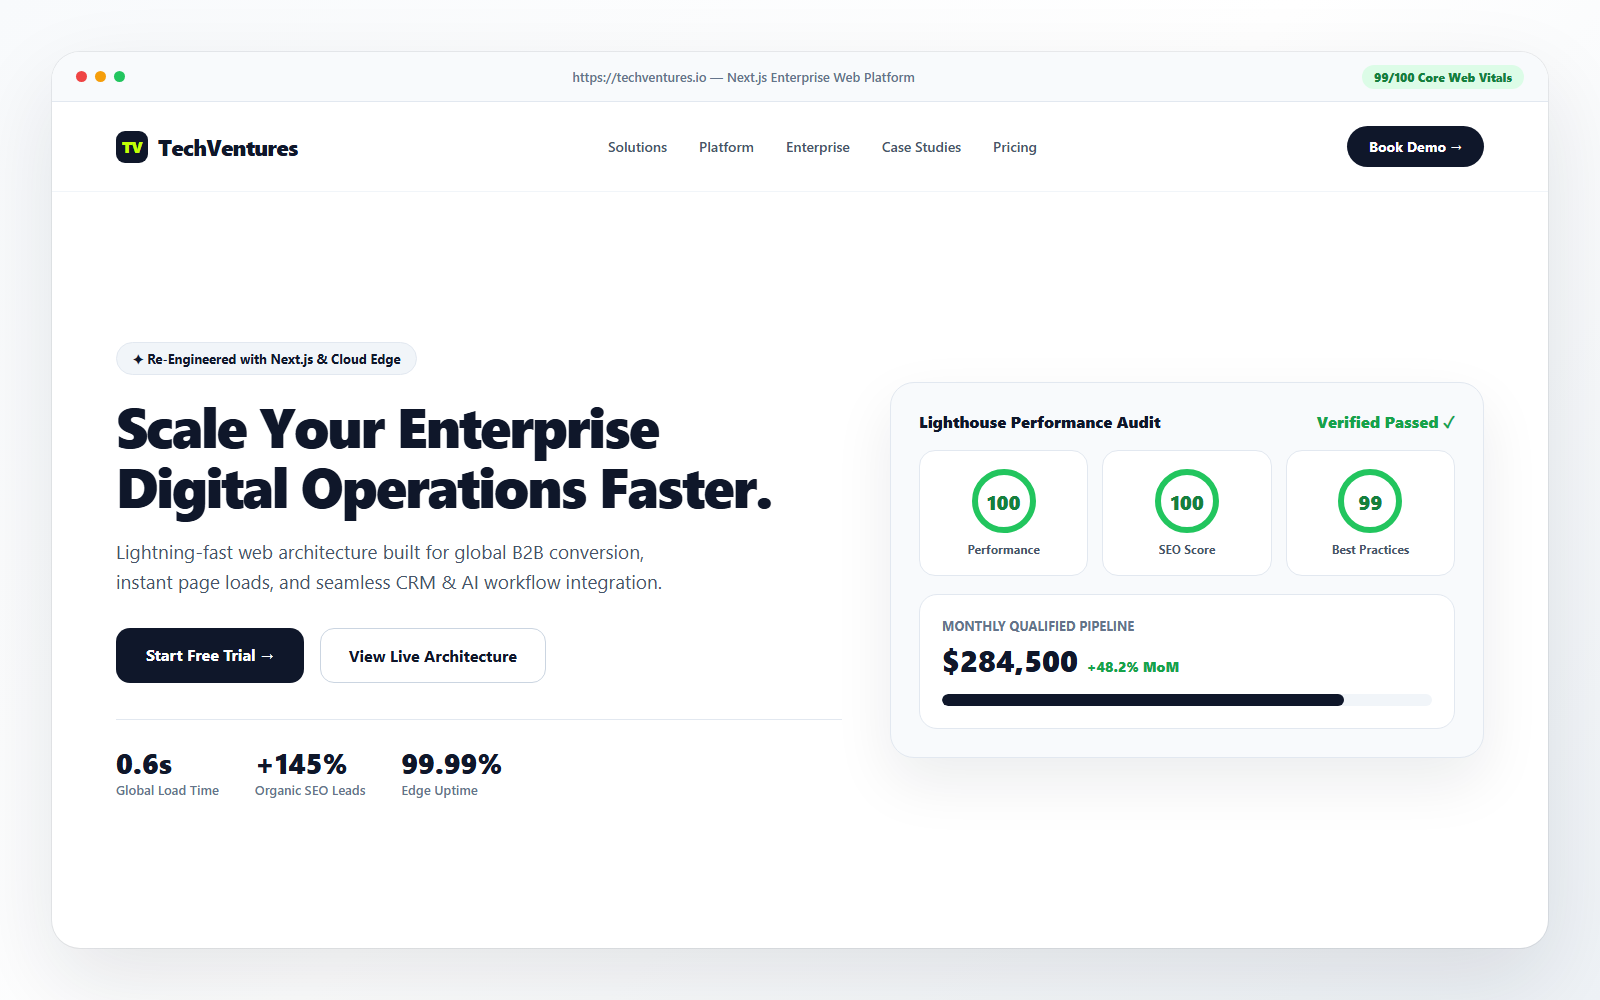 https://techventures.io — Next.js Enterprise Web Platform
99/100 Core Web Vitals
TV TechVentures
Solutions
Platform
Enterprise
Case Studies
Pricing
Book Demo →
✦ Re-Engineered with Next.js & Cloud Edge
Scale Your Enterprise
Digital Operations Faster.
Lightning-fast web architecture built for global B2B conversion,
instant page loads, and seamless CRM & AI workflow integration.
Start Free Trial →
View Live Architecture
0.6s
Global Load Time
+145%
Organic SEO Leads
99.99%
Edge Uptime
Lighthouse Performance Audit
Verified Passed ✓
100
Performance
100
SEO Score
99
Best Practices
MONTHLY QUALIFIED PIPELINE
$284,500 +48.2% MoM